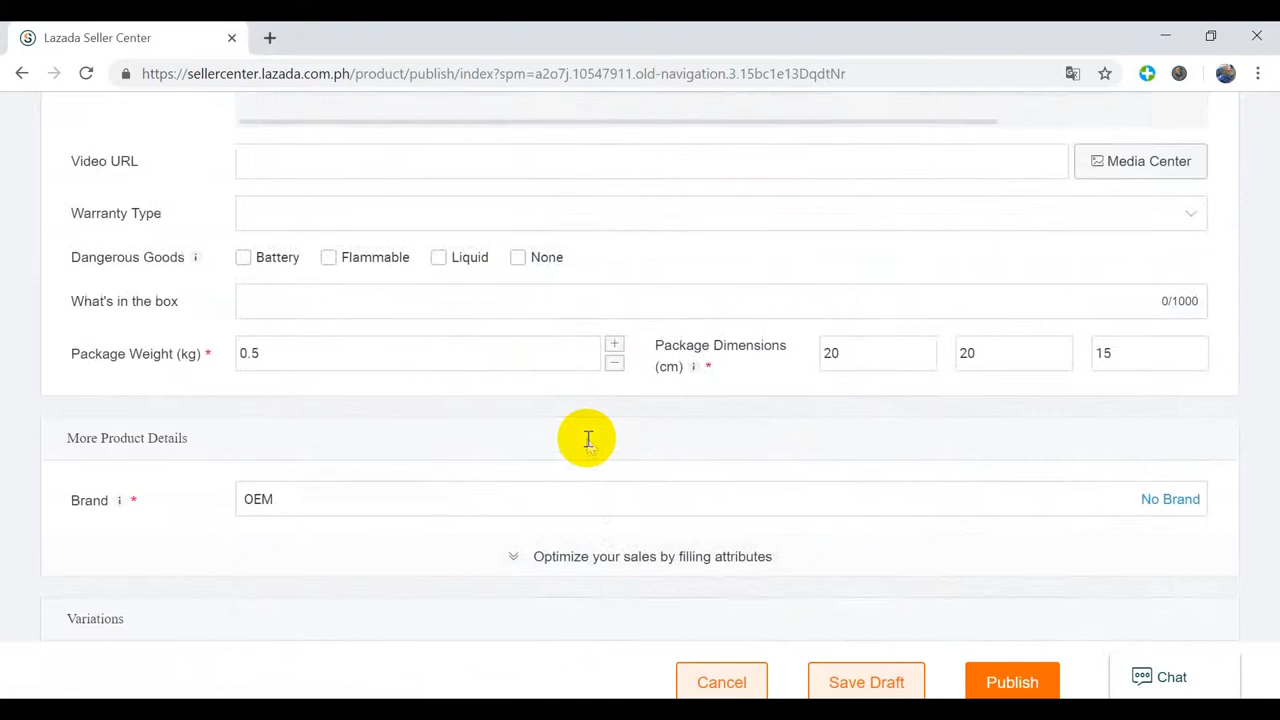 Lazada Seller Center
https://sellercenter.lazada.com.ph/product/publish/index?spm=a2o7j.10547911.old-navigation.3.15bc1e13DqdtNr
Video URL
Media Center
Warranty Type
Dangerous Goods i Battery Flammable Liquid None
What's in the box 0/1000
Package Weight (kg) * 0.5 + − Package Dimensions (cm) i * 20 20 15
More Product Details
Brand i * OEM No Brand
Optimize your sales by filling attributes
Variations
Cancel Save Draft Publish Chat